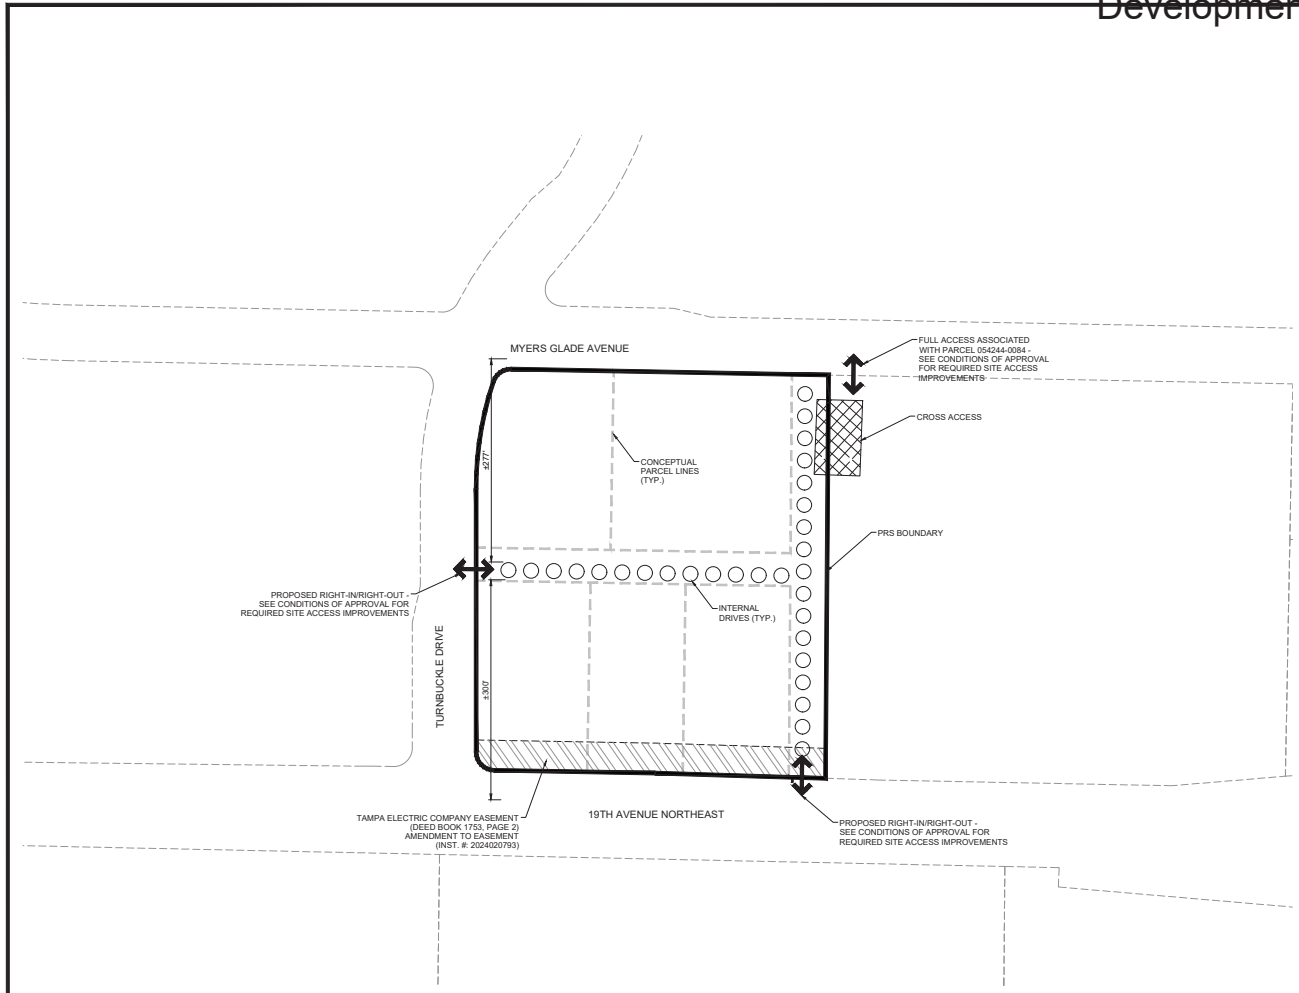 Developmen
MYERS GLADE AVENUE
FULL ACCESS ASSOCIATED
WITH PARCEL 054244-0084 -
SEE CONDITIONS OF APPROVAL
FOR REQUIRED SITE ACCESS
IMPROVEMENTS
CROSS ACCESS
±277'
CONCEPTUAL
PARCEL LINES
(TYP.)
PRS BOUNDARY
PROPOSED RIGHT-IN/RIGHT-OUT -
SEE CONDITIONS OF APPROVAL FOR
REQUIRED SITE ACCESS IMPROVEMENTS
INTERNAL
DRIVES (TYP.)
TURNBUCKLE DRIVE
±300'
TAMPA ELECTRIC COMPANY EASEMENT
(DEED BOOK 1753, PAGE 2)
AMENDMENT TO EASEMENT
(INST. #: 2024020793)
19TH AVENUE NORTHEAST
PROPOSED RIGHT-IN/RIGHT-OUT -
SEE CONDITIONS OF APPROVAL FOR
REQUIRED SITE ACCESS IMPROVEMENTS